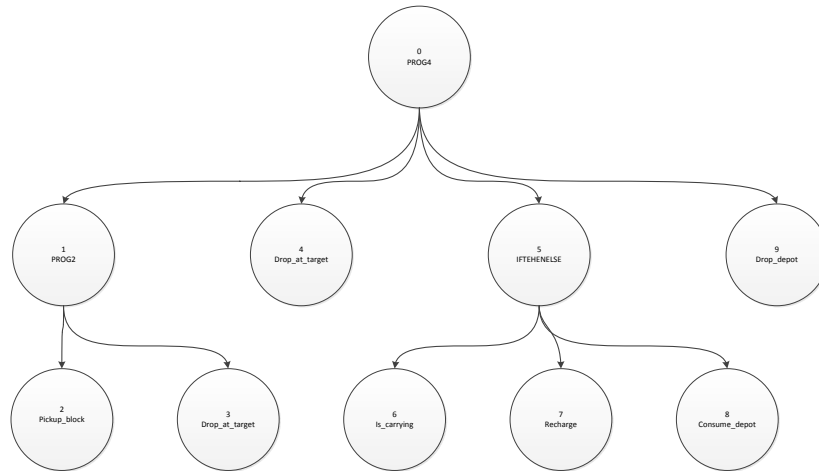 0
PROG4
1
PROG2
4
Drop_at_target
5
IFTEHENELSE
9
Drop_depot
2
Pickup_block
3
Drop_at_target
6
Is_carrying
7
Recharge
8
Consume_depot